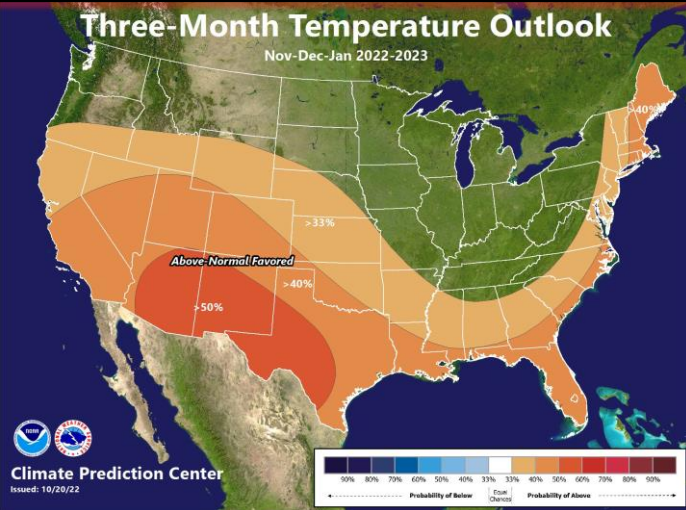 Three-Month Temperature Outlook
Nov-Dec-Jan 2022-2023
>40%
>33%
Above-Normal Favored
>40%
>50%
Climate Prediction Center
Issued: 10/20/22
90% 80% 70% 60% 50% 40% 33% 33% 40% 50% 60% 70% 80% 90%
Probability of Below Equal Chances Probability of Above